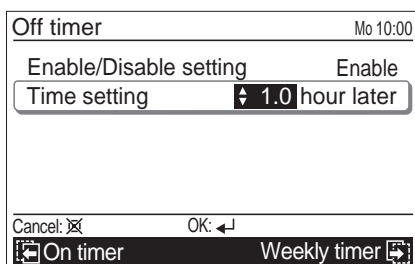 Off timer Mo 10:00
Enable/Disable setting Enable
Time setting 1.0 hour later
Cancel: OK:
On timer Weekly timer